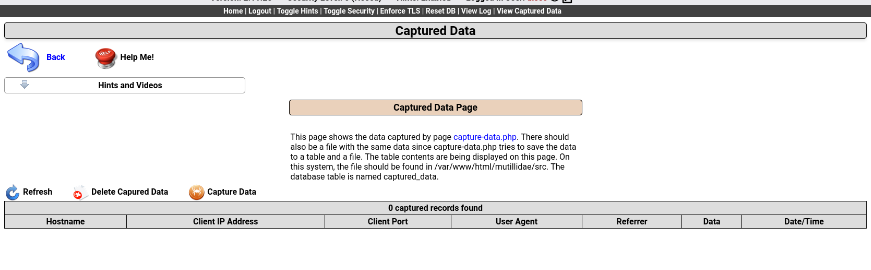 Home | Logout | Toggle Hints | Toggle Security | Enforce TLS | Reset DB | View Log | View Captured Data
Captured Data
Back
Help Me!
Hints and Videos
Captured Data Page
This page shows the data captured by page capture-data.php. There should
also be a file with the same data since capture-data.php tries to save the data
to a table and a file. The table contents are being displayed on this page. On
this system, the file should be found in /var/www/html/mutillidae/src. The
database table is named captured_data.
Refresh
Delete Capured Data
Capture Data
0 captured records found
Hostname Client IP Address Client Port User Agent Referrer Data Date/Time